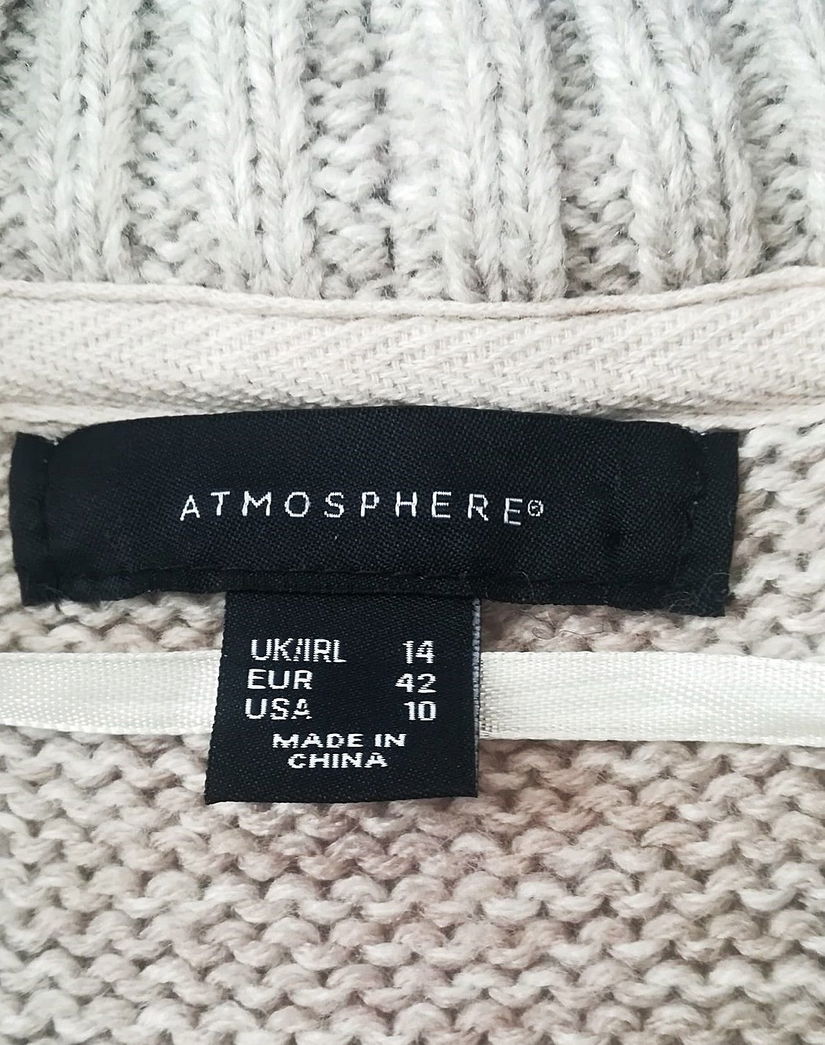 ATMOSPHERE®
UK/IRL 14
EUR 42
USA 10
MADE IN
CHINA